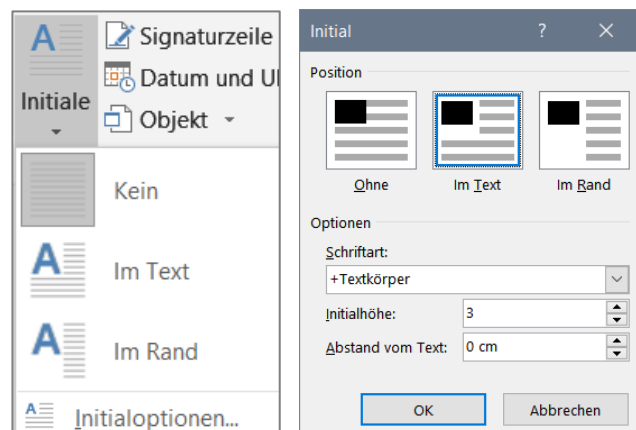 A Signaturzeile
Datum und U
Initiale
Objekt
Kein
A Im Text
A Im Rand
A Initialoptionen...
Initial ? ×
Position
Ohne Im Text Im Rand
Optionen
Schriftart:
+Textkörper
Initialhöhe: 3
Abstand vom Text: 0 cm
OK Abbrechen